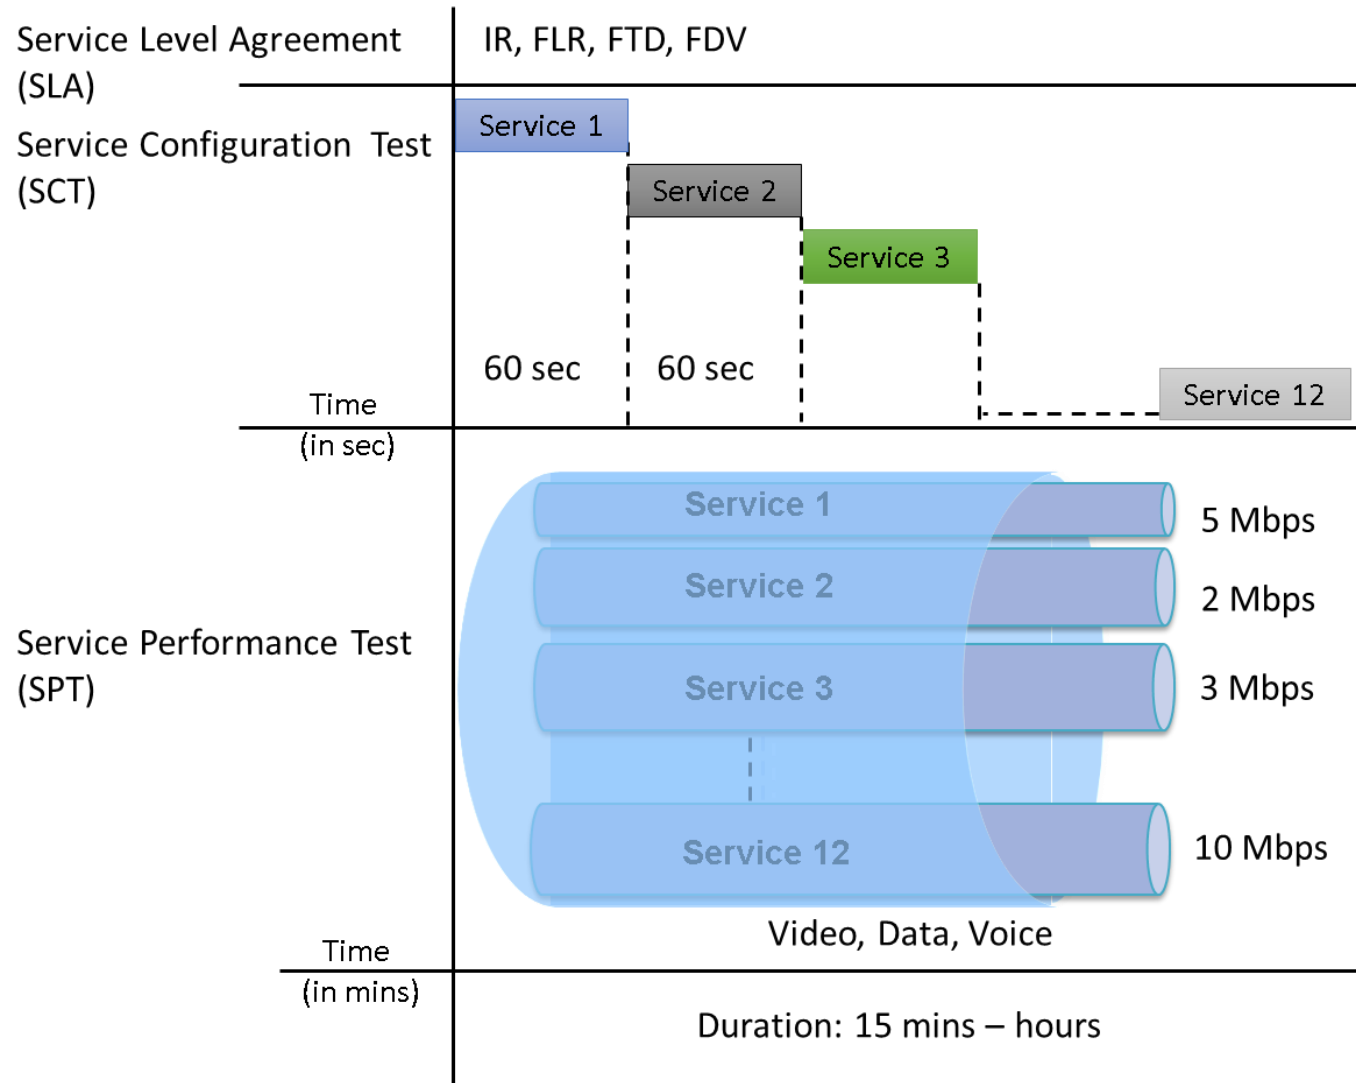 Service Level Agreement
(SLA)
IR, FLR, FTD, FDV
Service Configuration Test
(SCT)
Service 1
Service 2
Service 3
60 sec
60 sec
Service 12
Time
(in sec)
Service 1
5 Mbps
Service 2
2 Mbps
Service Performance Test
(SPT)
Service 3
3 Mbps
Service 12
10 Mbps
Video, Data, Voice
Time
(in mins)
Duration: 15 mins – hours